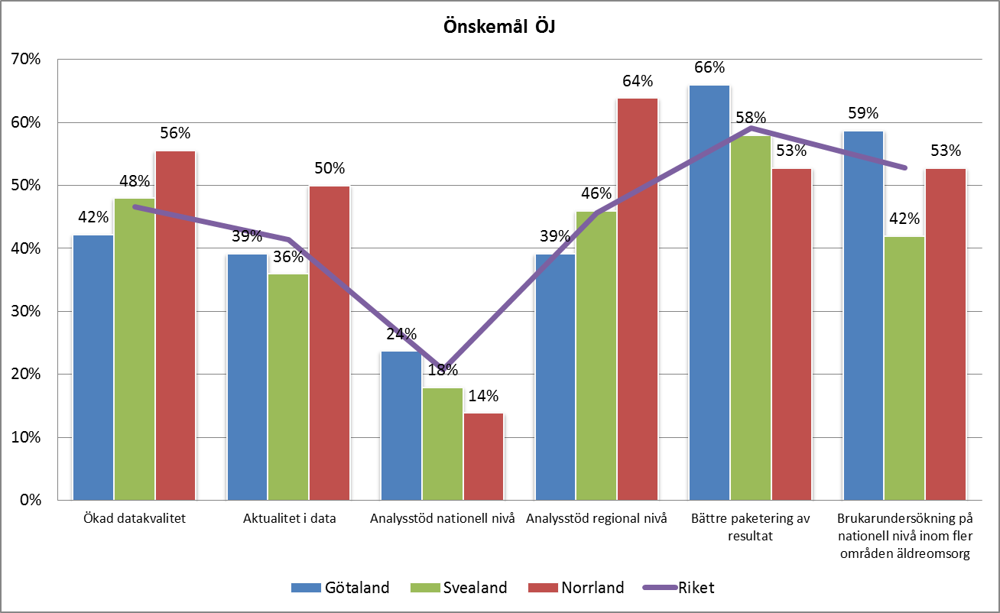 Önskemål ÖJ
70%
60%
50%
40%
30%
20%
10%
0%
42%
48%
56%
39%
36%
50%
24%
18%
14%
39%
46%
64%
66%
58%
53%
59%
42%
53%
Ökad datakvalitet
Aktualitet i data
Analysstöd nationell nivå
Analysstöd regional nivå
Bättre paketering av
resultat
Brukarundersökning på
nationell nivå inom fler
områden äldreomsorg
Götaland
Svealand
Norrland
Riket